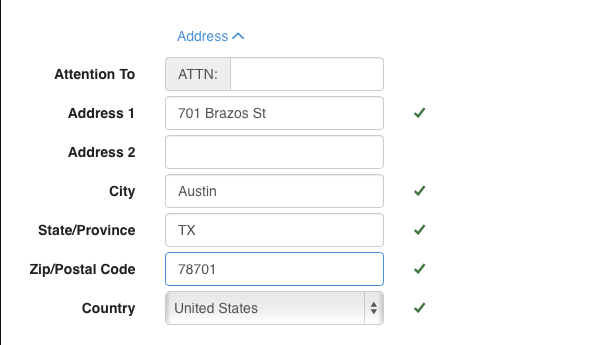 Address
Attention To ATTN:
Address 1 701 Brazos St
Address 2
City Austin
State/Province TX
Zip/Postal Code 78701
Country United States